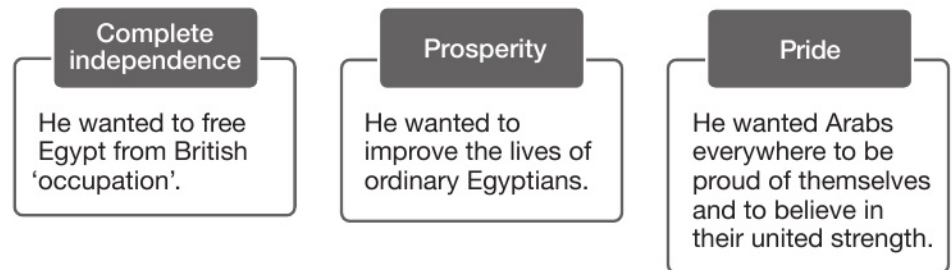 Complete
independence
He wanted to free
Egypt from British
‘occupation’.
Prosperity
He wanted to
improve the lives of
ordinary Egyptians.
Pride
He wanted Arabs
everywhere to be
proud of themselves
and to believe in
their united strength.